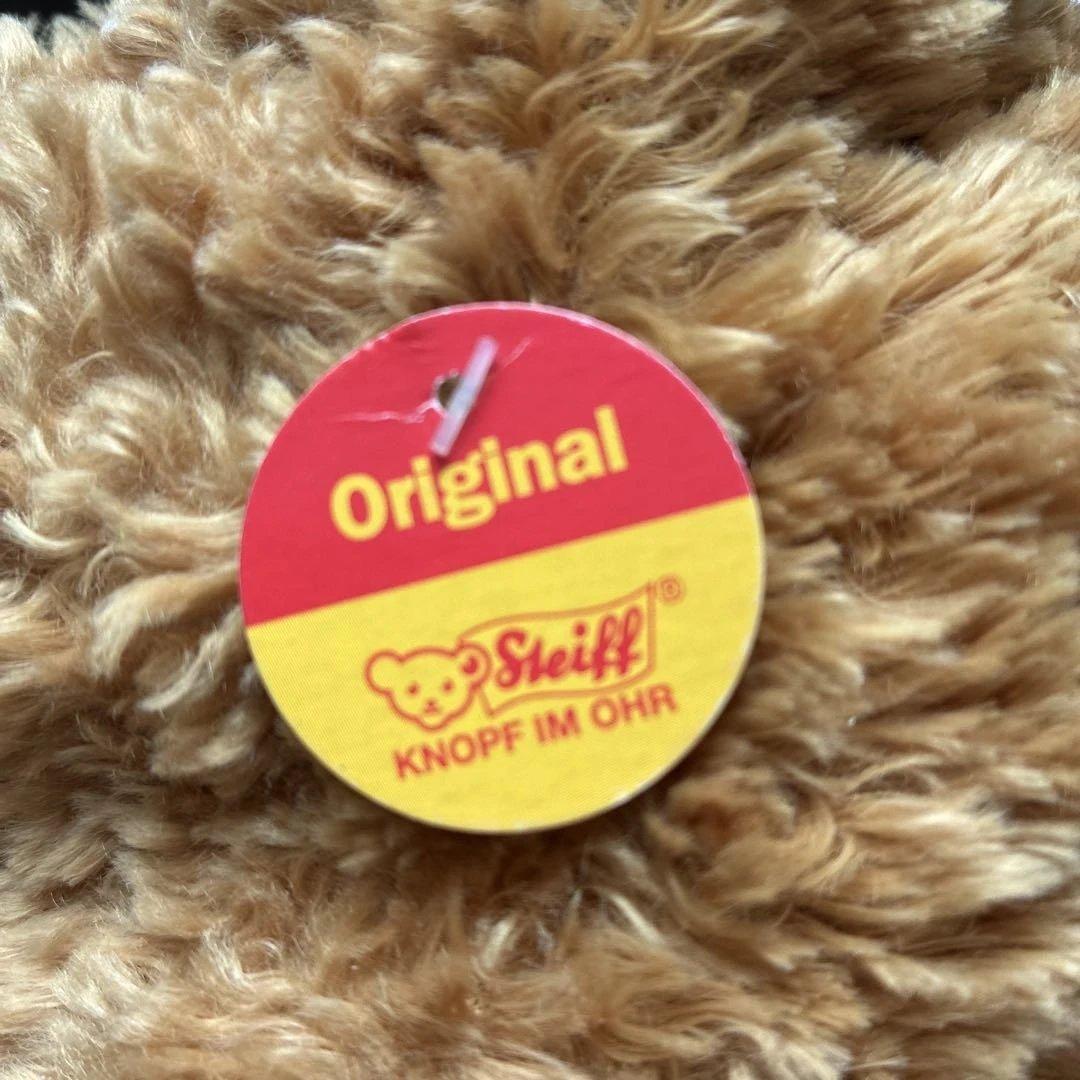 Original
Steiff®
KNOPF IM OHR